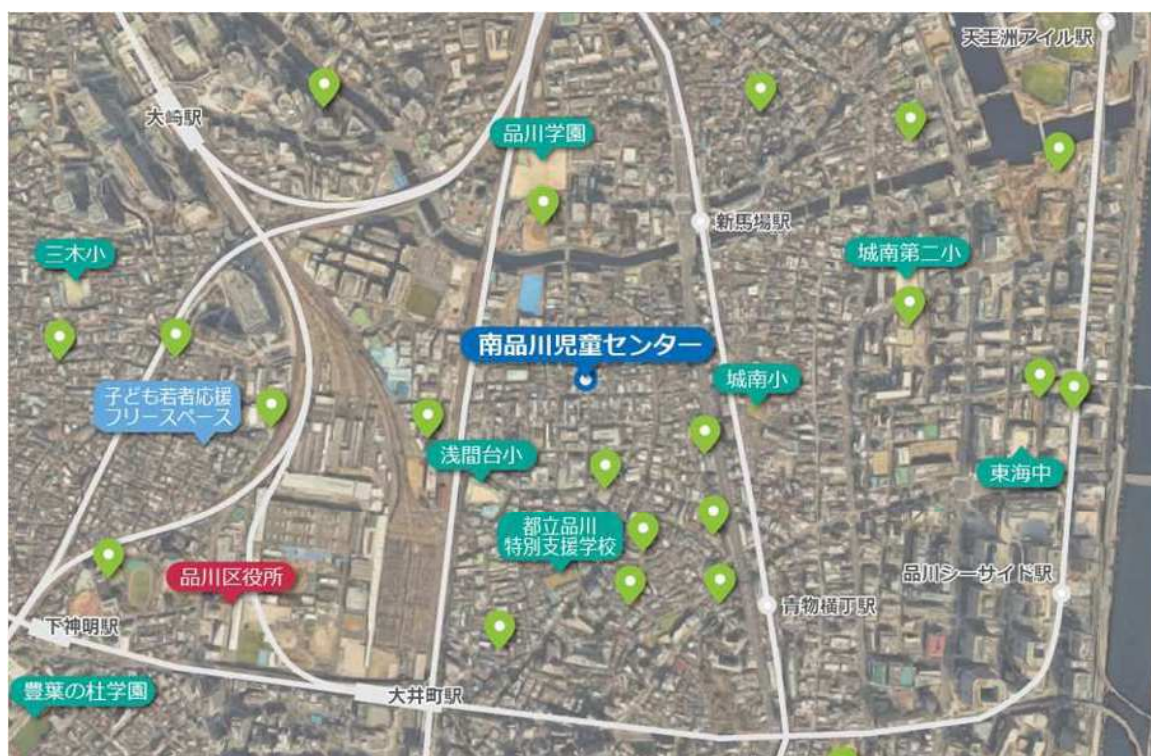 天王洲アイル駅
大崎駅
品川学園
新馬場駅
三木小
城南第二小
南品川児童センター
城南小
子ども若者応援
フリースペース
浅間台小
東海中
都立品川
特別支援学校
品川区役所
品川シーサイド駅
青物横丁駅
下神明駅
豊葉の杜学園
大井町駅